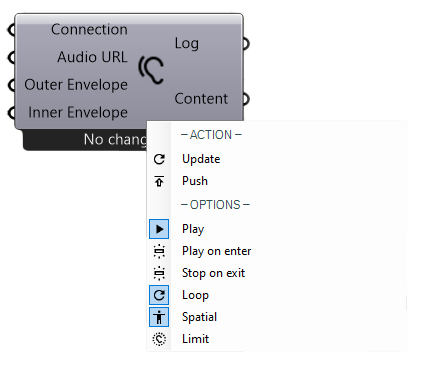 Connection
Log
Audio URL
Outer Envelope
Content
Inner Envelope
No chang
– ACTION –
Update
Push
– OPTIONS –
Play
Play on enter
Stop on exit
Loop
Spatial
Limit